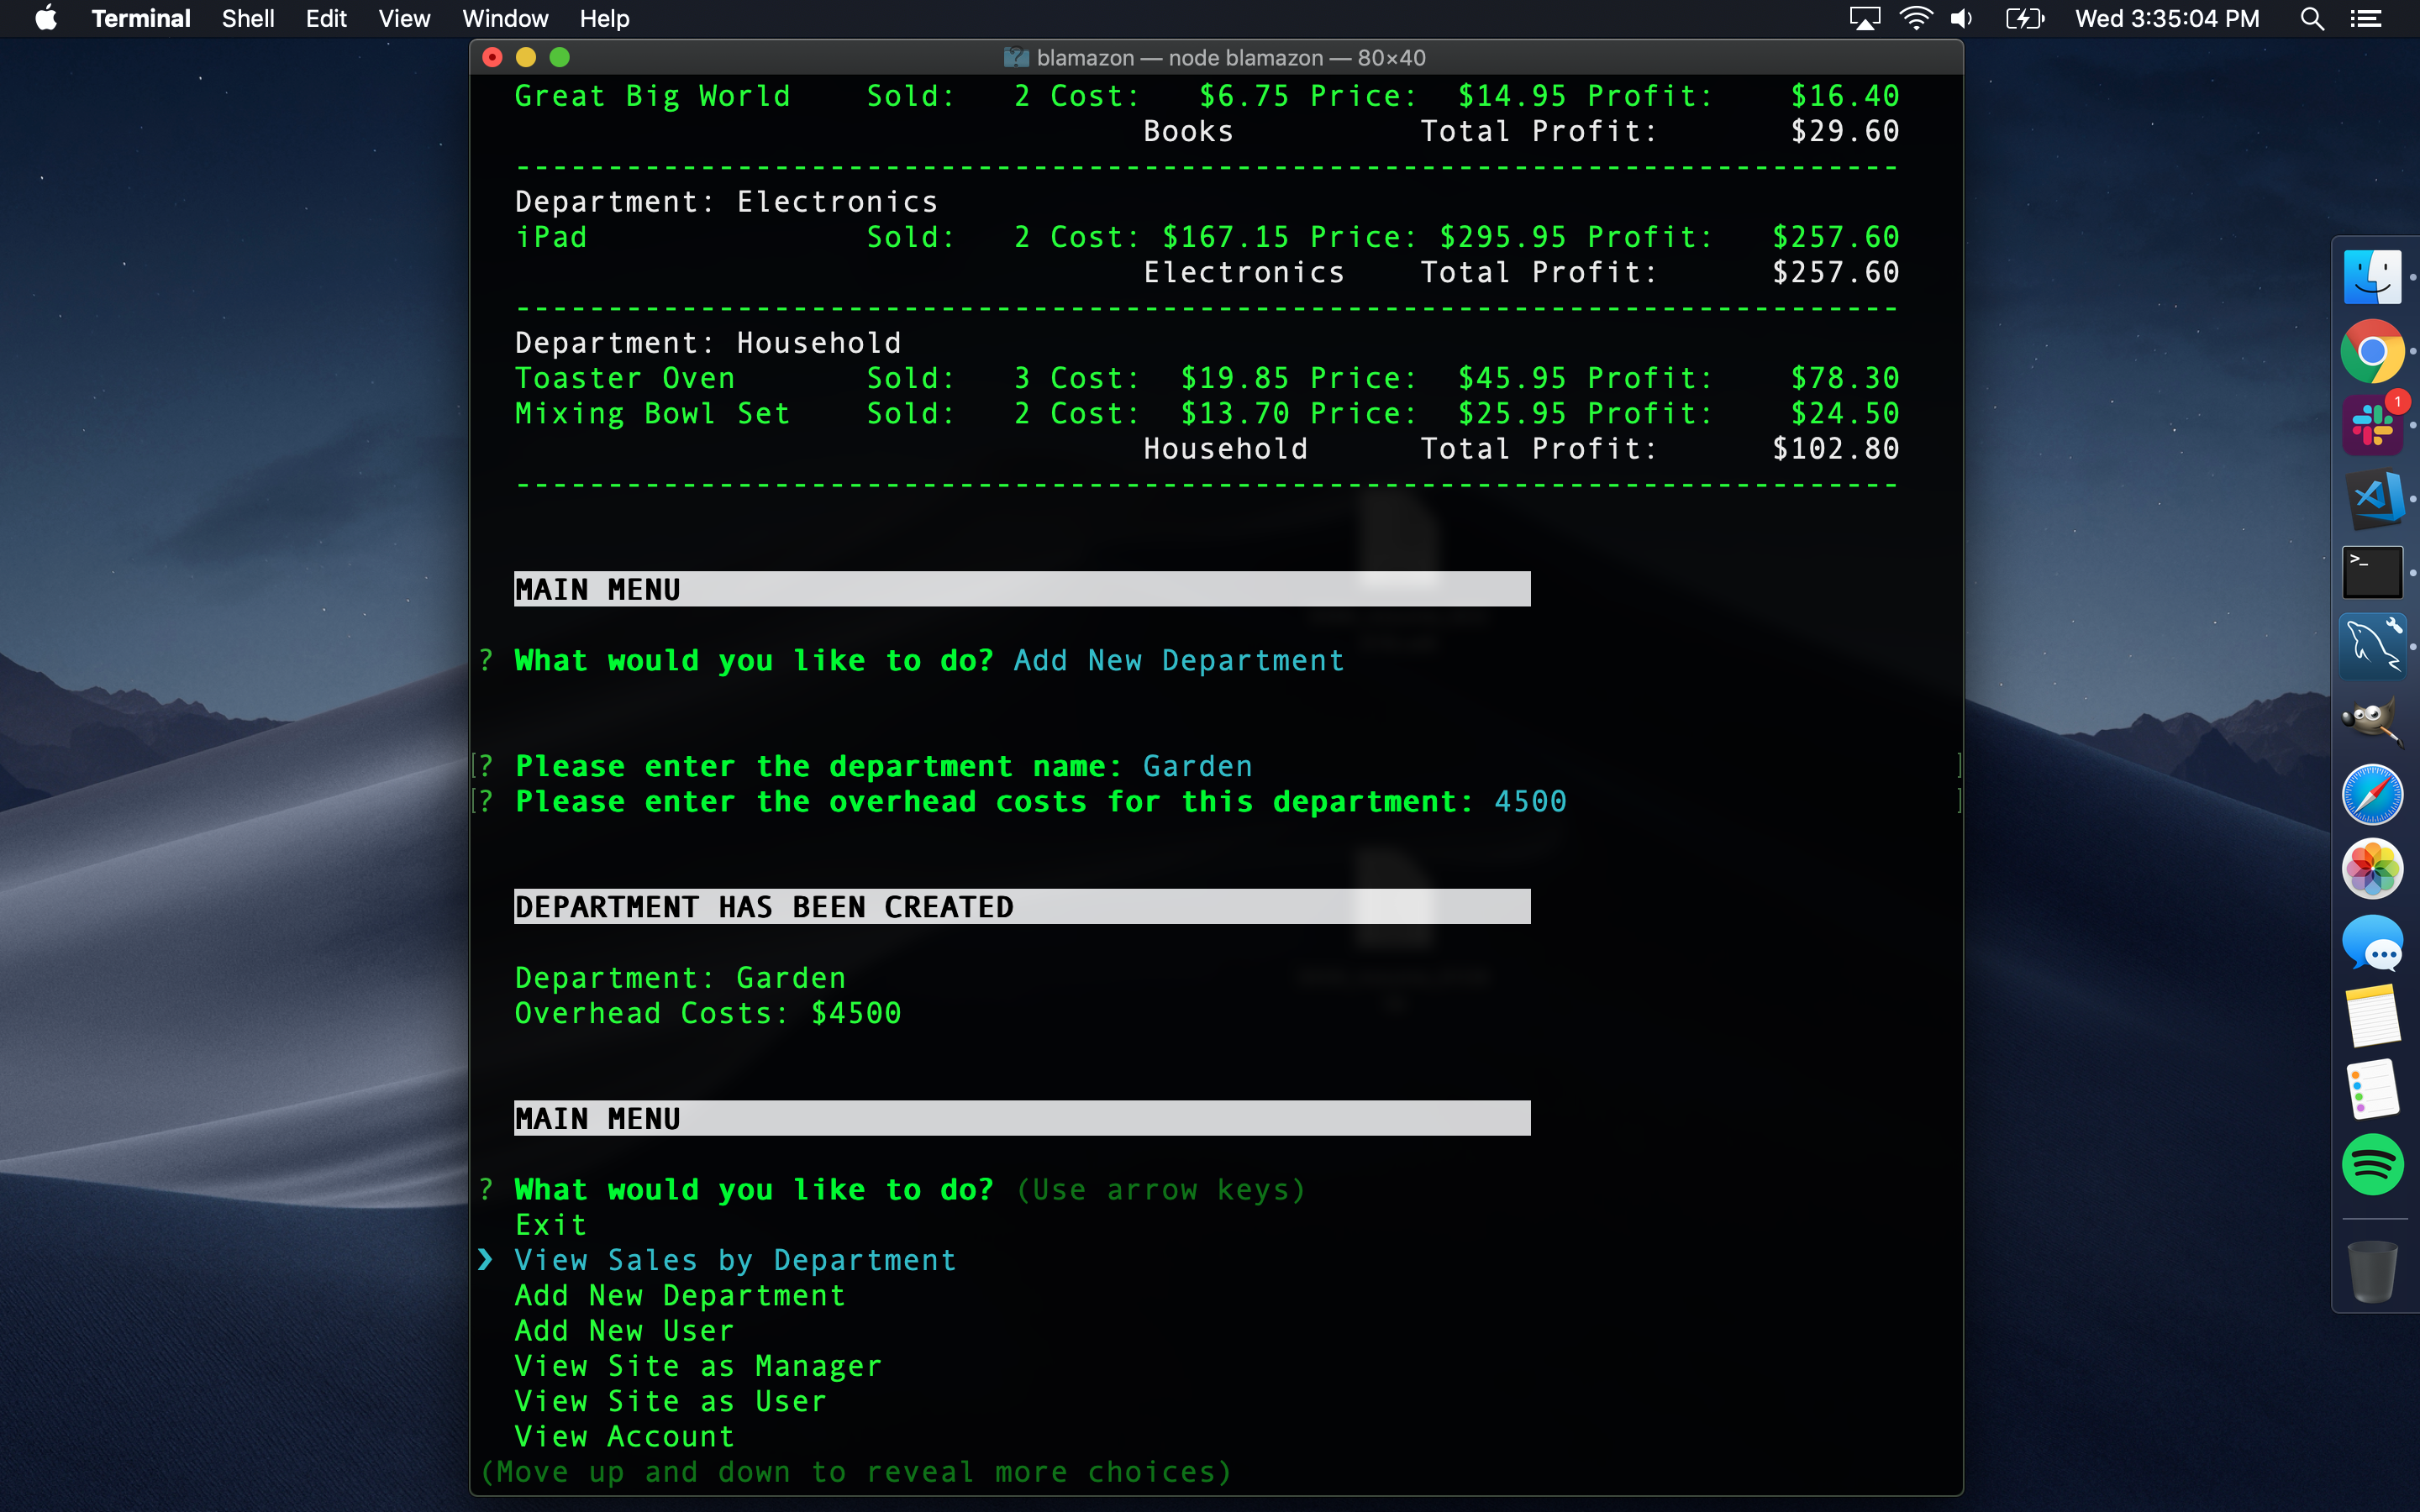 Terminal Shell Edit View Window Help Wed 3:35:04 PM
blamazon — node blamazon — 80×40
Great Big World Sold: 2 Cost: $6.75 Price: $14.95 Profit: $16.40
Books Total Profit: $29.60
---------------------------------------------------------------------------
Department: Electronics
iPad Sold: 2 Cost: $167.15 Price: $295.95 Profit: $257.60
Electronics Total Profit: $257.60
---------------------------------------------------------------------------
Department: Household
Toaster Oven Sold: 3 Cost: $19.85 Price: $45.95 Profit: $78.30
Mixing Bowl Set Sold: 2 Cost: $13.70 Price: $25.95 Profit: $24.50
Household Total Profit: $102.80
---------------------------------------------------------------------------
1
MAIN MENU
? What would you like to do? Add New Department
[? Please enter the department name: Garden ]
[? Please enter the overhead costs for this department: 4500 ]
DEPARTMENT HAS BEEN CREATED
Department: Garden
Overhead Costs: $4500
MAIN MENU
? What would you like to do? (Use arrow keys)
Exit
❯ View Sales by Department
Add New Department
Add New User
View Site as Manager
View Site as User
View Account
(Move up and down to reveal more choices)